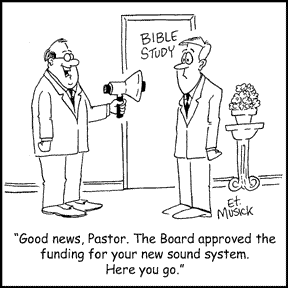 BIBLE
STUDY
ET.
MUSICK
"Good news, Pastor. The Board approved the
funding for your new sound system.
Here you go."